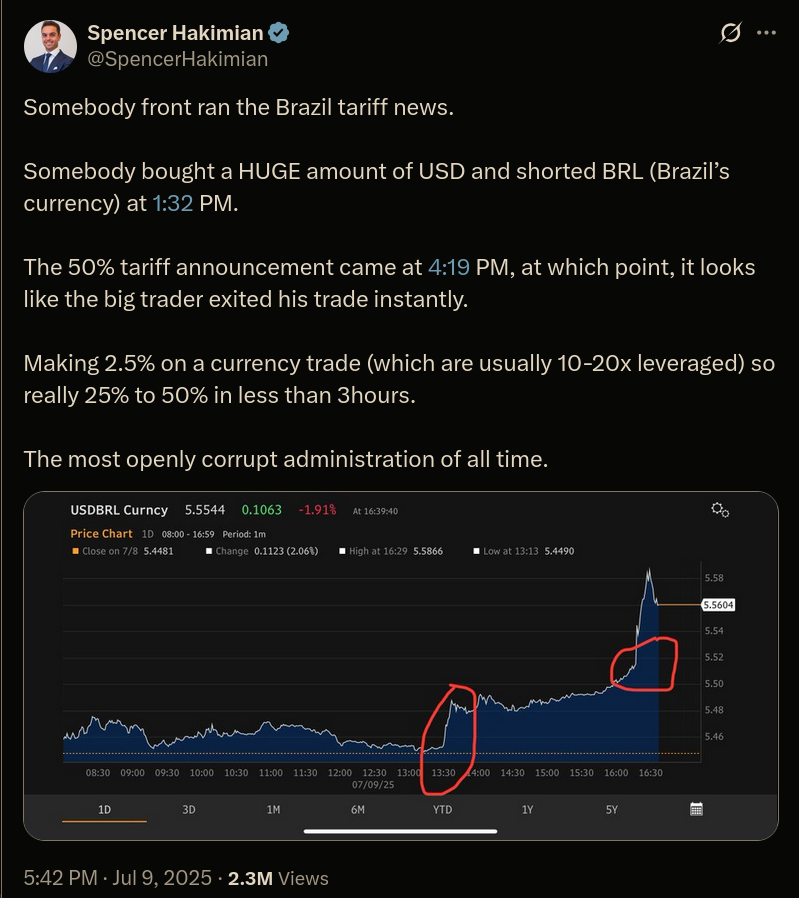 Spencer Hakimian
@SpencerHakimian
Somebody front ran the Brazil tariff news.
Somebody bought a HUGE amount of USD and shorted BRL (Brazil’s
currency) at 1:32 PM.
The 50% tariff announcement came at 4:19 PM, at which point, it looks
like the big trader exited his trade instantly.
Making 2.5% on a currency trade (which are usually 10-20x leveraged) so
really 25% to 50% in less than 3hours.
The most openly corrupt administration of all time.
USDBRL Curncy 5.5544 0.1063 -1.91% At 16:39:40
Price Chart 1D 08:00 - 16:59 Period: 1m
Close on 7/8 5.4481 Change 0.1123 (2.06%) High at 16:29 5.5866 Low at 13:13 5.4490
5.58
5.5604
5.54
5.52
5.50
5.48
5.46
08:30 09:00 09:30 10:00 10:30 11:00 11:30 12:00 12:30 13:00 13:30 14:00 14:30 15:00 15:30 16:00 16:30
07/09/25
1D 3D 1M 6M YTD 1Y 5Y
5:42 PM · Jul 9, 2025 · 2.3M Views